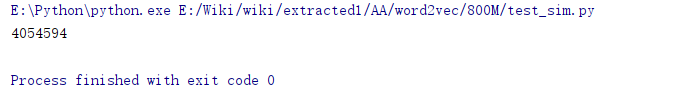 E:\Python\python.exe E:/Wiki/wiki/extracted1/AA/word2vec/800M/test_sim.py
4054594
Process finished with exit code 0